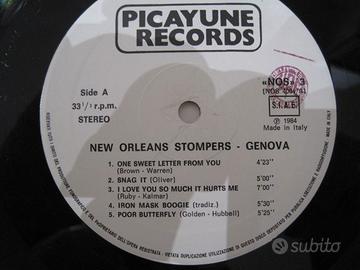 PICAYUNE
RECORDS
Side A
33 1/3 r.p.m.
STEREO
«NOS» 3
S.I.A.E.
℗ 1984
Made in Italy
NEW ORLEANS STOMPERS - GENOVA
1 ONE SWEET LETTER FROM YOU 4'23''
(Brown - Warren)
2 SNAG IT (Oliver) 5'00''
3 I LOVE YOU SO MUCH IT HURTS ME 7'00''
(Ruby - Kalmar)
4 IRON MASK BOOGIE (tradiz.) 5'30''
5 POOR BUTTERFLY (Golden - Hubbell) 5'25''
subito